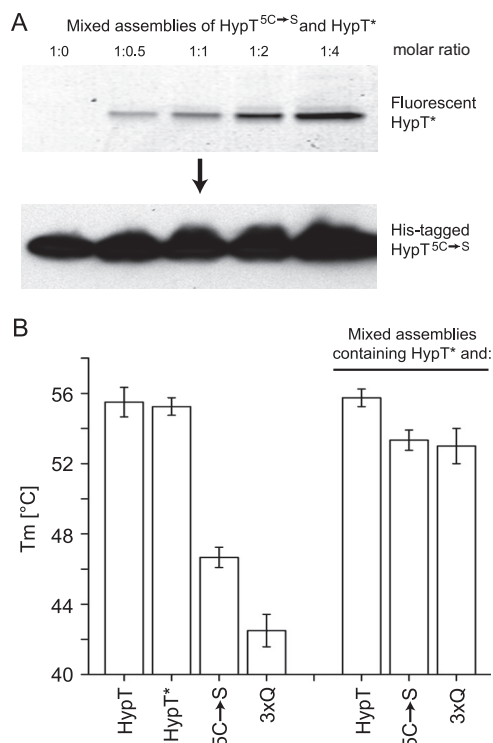 A
Mixed assemblies of HypT5C→S and HypT*
1:0 1:0.5 1:1 1:2 1:4 molar ratio
Fluorescent
HypT*
His-tagged
HypT5C→S
B
Mixed assemblies
containing HypT* and:
56
52
48
44
40
Tm [°C]
HypT
HypT*
5C→S
3xQ
HypT
5C→S
3xQ